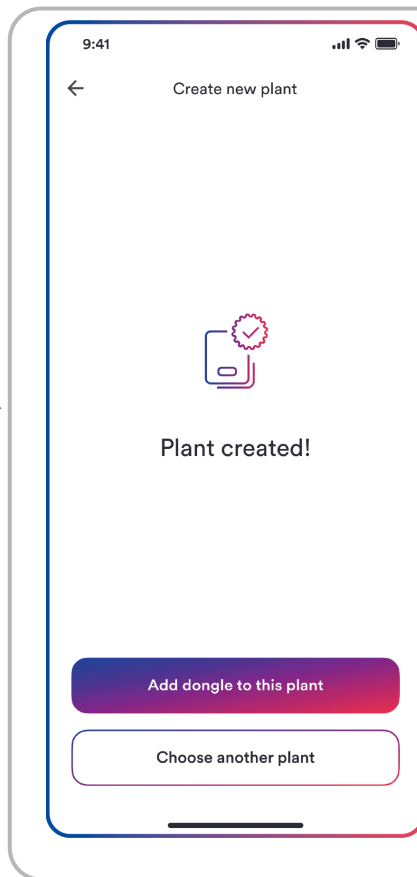 9:41
Create new plant
Plant created!
Add dongle to this plant
Choose another plant